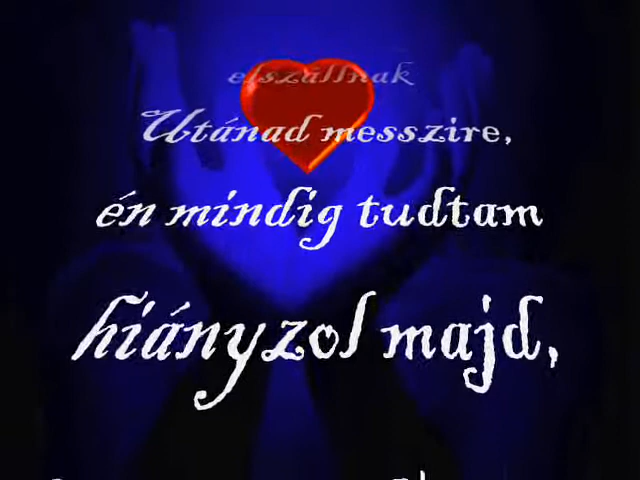 elszállnak
Utánad messzire,
én mindig tudtam
hiányzol majd,